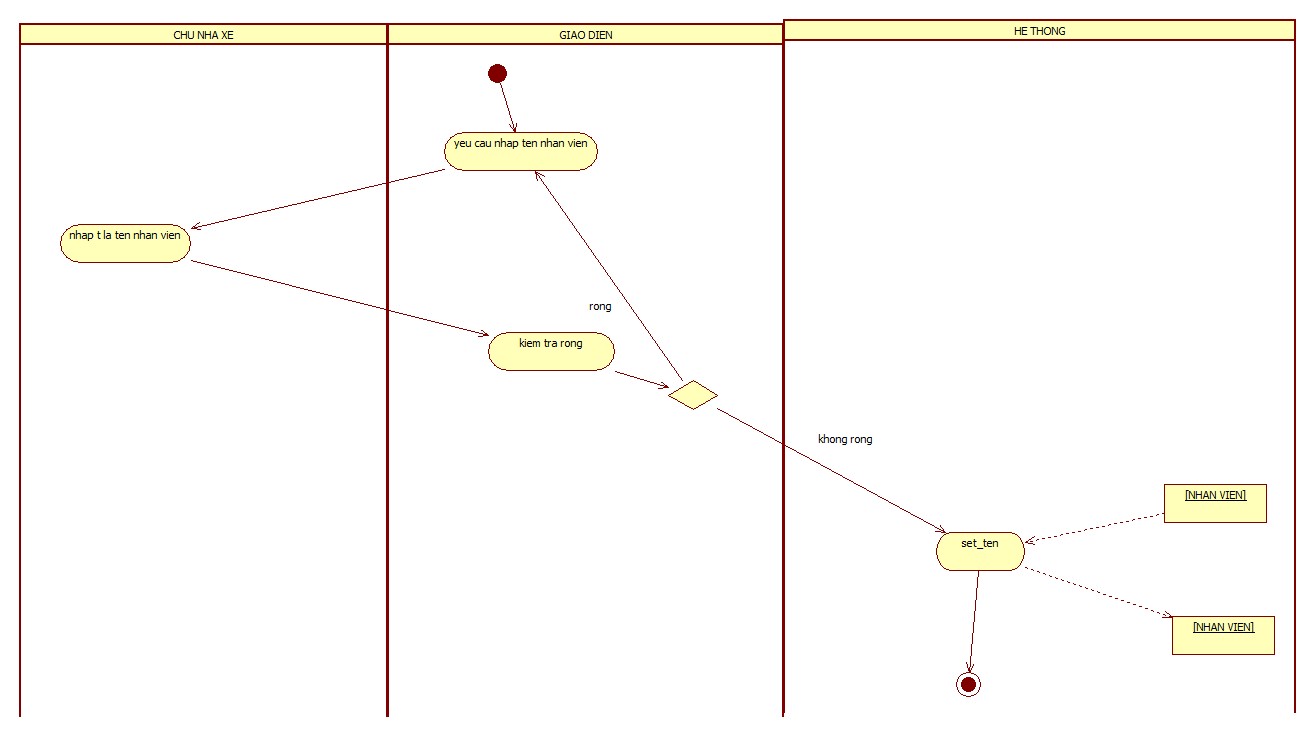 CHU NHA XE
GIAO DIEN
HE THONG
yeu cau nhap ten nhan vien
nhap t la ten nhan vien
rong
kiem tra rong
khong rong
[NHAN VIEN]
set_ten
[NHAN VIEN]